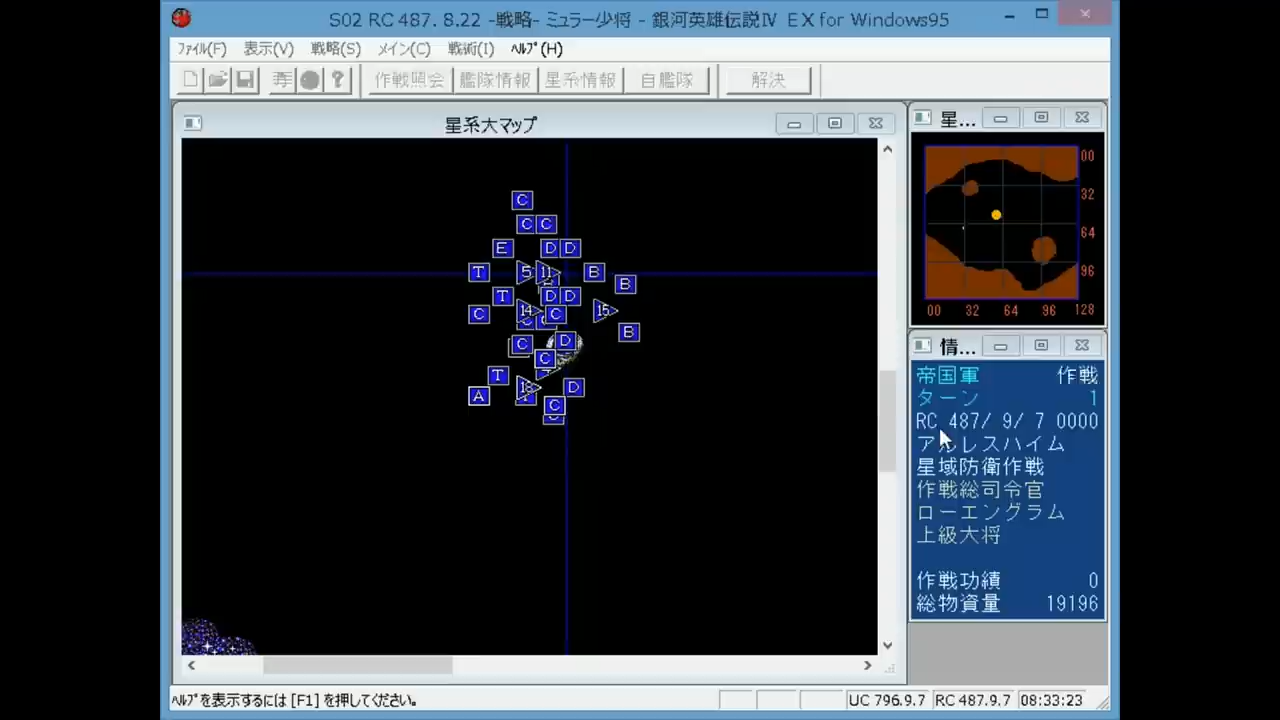 S02 RC 487. 8.22 -戦略- ミュラー少将 - 銀河英雄伝説Ⅳ EX for Windows95
ファイル(F) 表示(V) 戦略(S) メイン(C) 戦術(I) ヘルプ(H)
作戦照会 艦隊情報 星系情報 自艦隊 解決
星系大マップ
C
C C
E D D
T 5 11 B
B
T D D
C 14 C 15
B
C D
C
T
A 18 D
C
星...
00
32
64
96
00 32 64 96 128
情...
帝国軍 作戦
ターン 1
RC 487/ 9/ 7 0000
アルレスハイム
星域防衛作戦
作戦総司令官
ローエングラム
上級大将
作戦功績 0
総物資量 19196
ヘルプを表示するには [F1] を押してください。
UC 796.9.7 RC 487.9.7 08:33:23